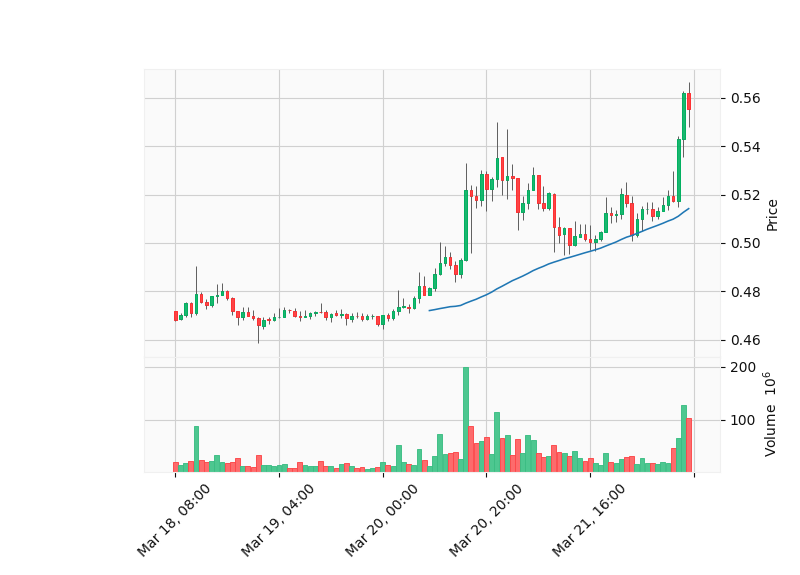 0.56
0.54
0.52
0.50
0.48
0.46
Price
200
100
Volume 10^6
Mar 18, 08:00
Mar 19, 04:00
Mar 20, 00:00
Mar 20, 20:00
Mar 21, 16:00